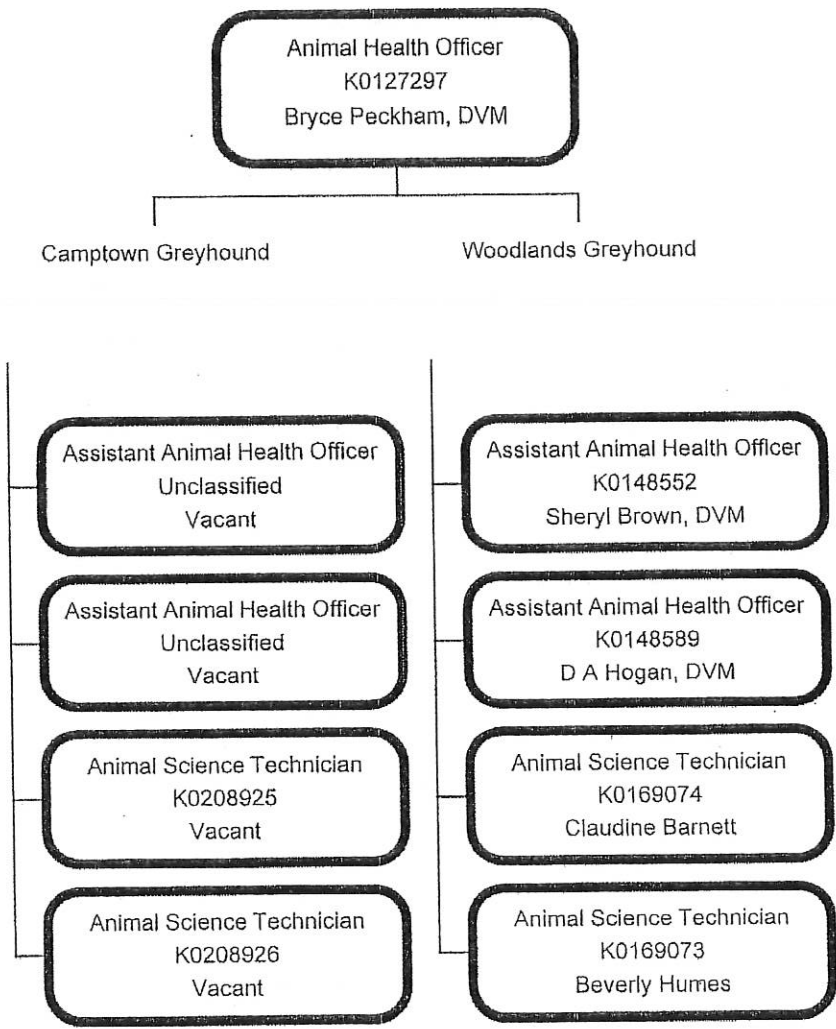 Animal Health Officer
K0127297
Bryce Peckham, DVM
Camptown Greyhound
Woodlands Greyhound
Assistant Animal Health Officer
Unclassified
Vacant
Assistant Animal Health Officer
Unclassified
Vacant
Animal Science Technician
K0208925
Vacant
Animal Science Technician
K0208926
Vacant
Assistant Animal Health Officer
K0148552
Sheryl Brown, DVM
Assistant Animal Health Officer
K0148589
D A Hogan, DVM
Animal Science Technician
K0169074
Claudine Barnett
Animal Science Technician
K0169073
Beverly Humes